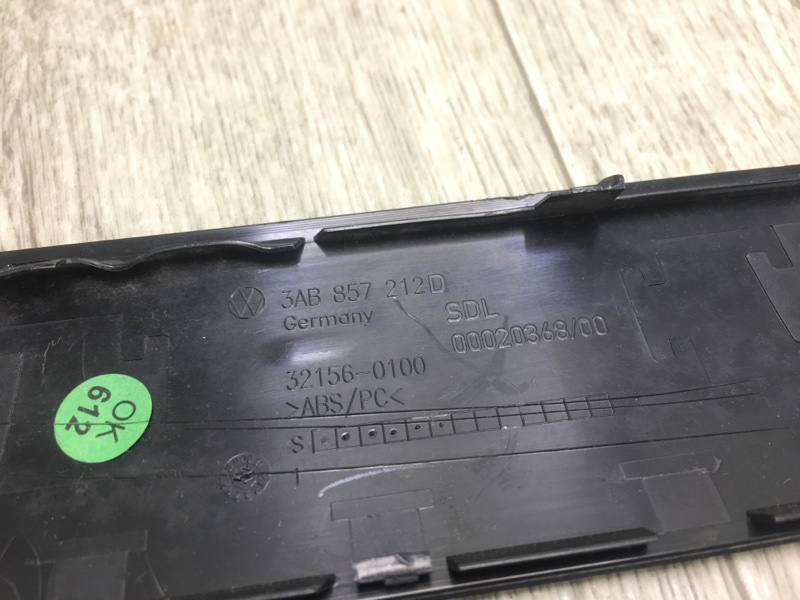 3AB 857 212D
Germany
SDL
00020368/00
32156-0100
>ABS/PC<
S
OK
612